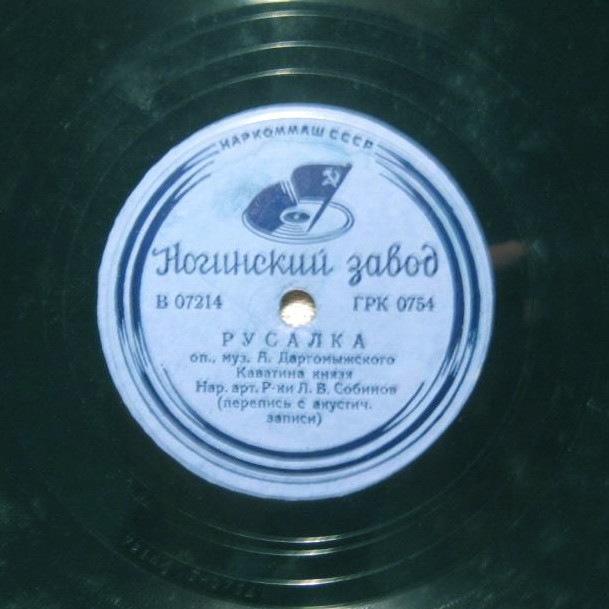 НАРКОММАШ СССР
Ногинский завод
В 07214 ГРК 0754
РУСАЛКА
оп., муз. А. Даргомыжского
Каватина князя
Нар. арт. Р-ки Л. В. Собинов
(перепись с акустич.
записи)